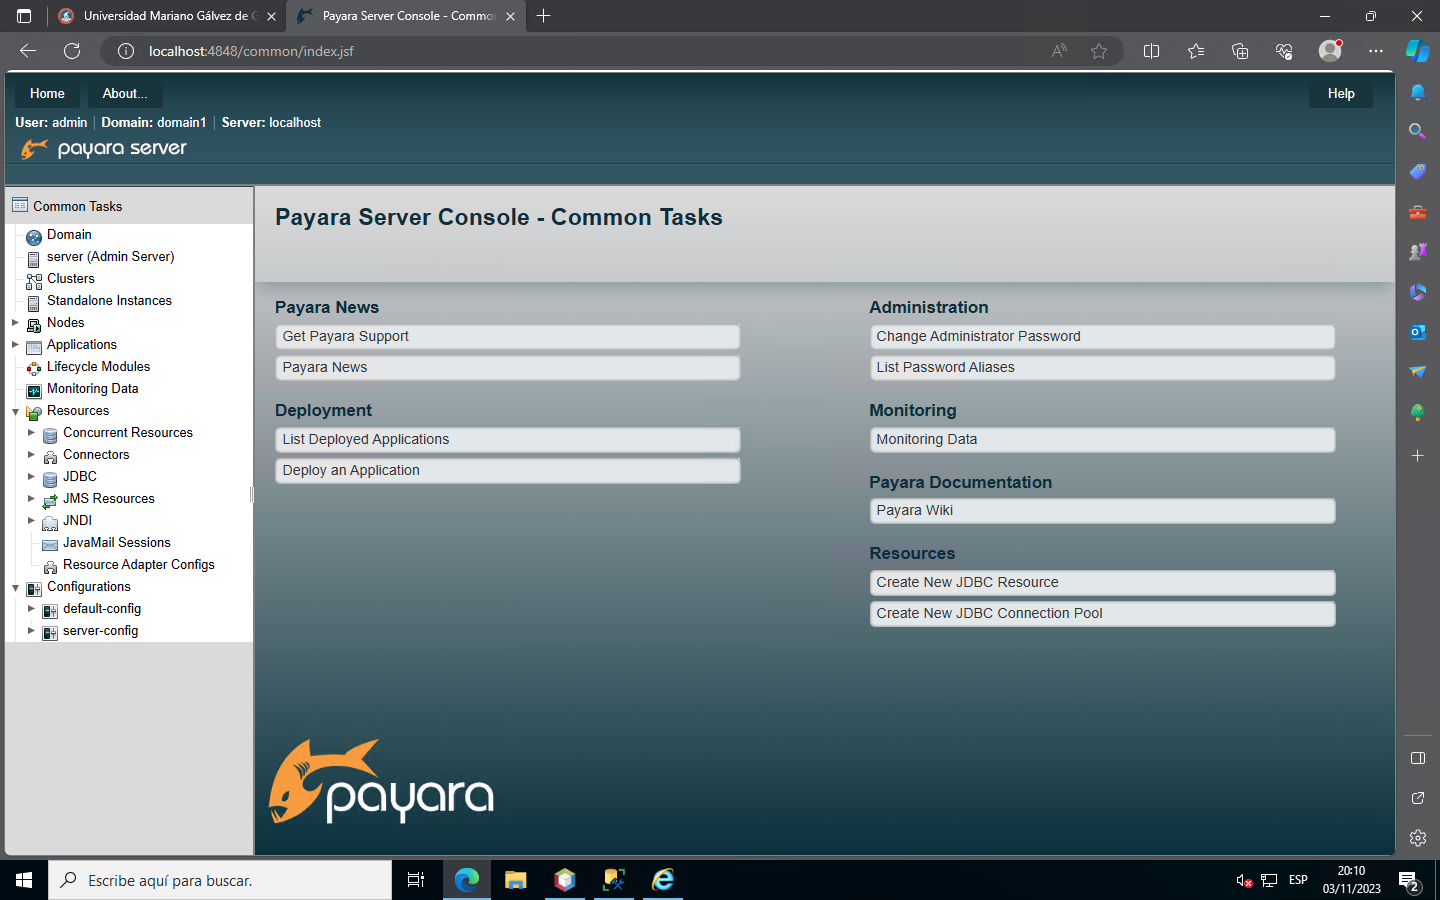 Universidad Mariano Gálvez de G
Payara Server Console - Common
localhost:4848/common/index.jsf
Home
About...
Help
User: admin | Domain: domain1 | Server: localhost
payara server
Common Tasks
Domain
server (Admin Server)
Clusters
Standalone Instances
Nodes
Applications
Lifecycle Modules
Monitoring Data
Resources
Concurrent Resources
Connectors
JDBC
JMS Resources
JNDI
JavaMail Sessions
Resource Adapter Configs
Configurations
default-config
server-config
Payara Server Console - Common Tasks
Payara News
Get Payara Support
Payara News
Deployment
List Deployed Applications
Deploy an Application
Administration
Change Administrator Password
List Password Aliases
Monitoring
Monitoring Data
Payara Documentation
Payara Wiki
Resources
Create New JDBC Resource
Create New JDBC Connection Pool
payara
Escribe aquí para buscar.
ESP
20:10
03/11/2023
2